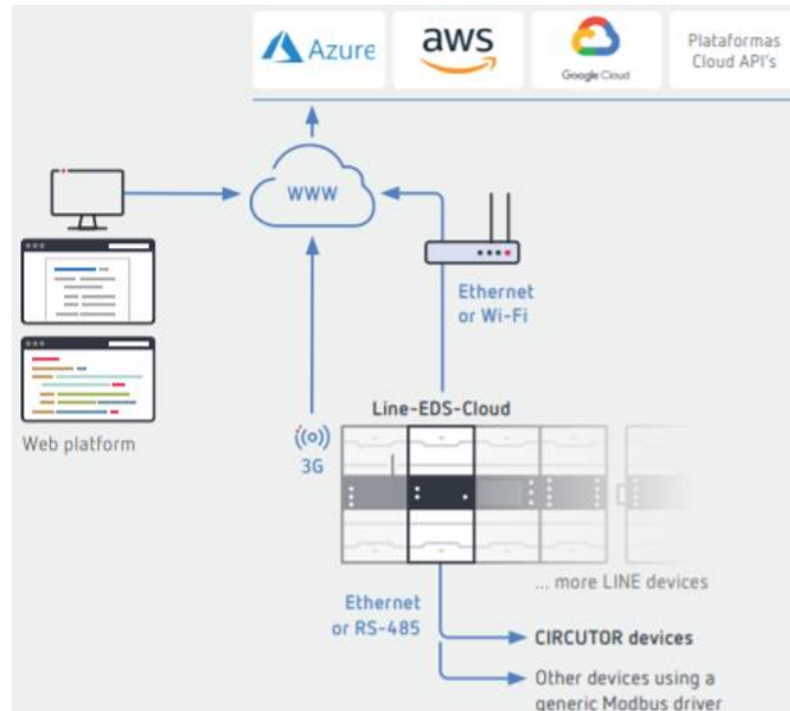 Azure
aws
Google Cloud
Plataformas
Cloud API's
WWW
Ethernet
or Wi-Fi
Line-EDS-Cloud
((o))
3G
Web platform
... more LINE devices
Ethernet
or RS-485
CIRCUTOR devices
Other devices using a
generic Modbus driver